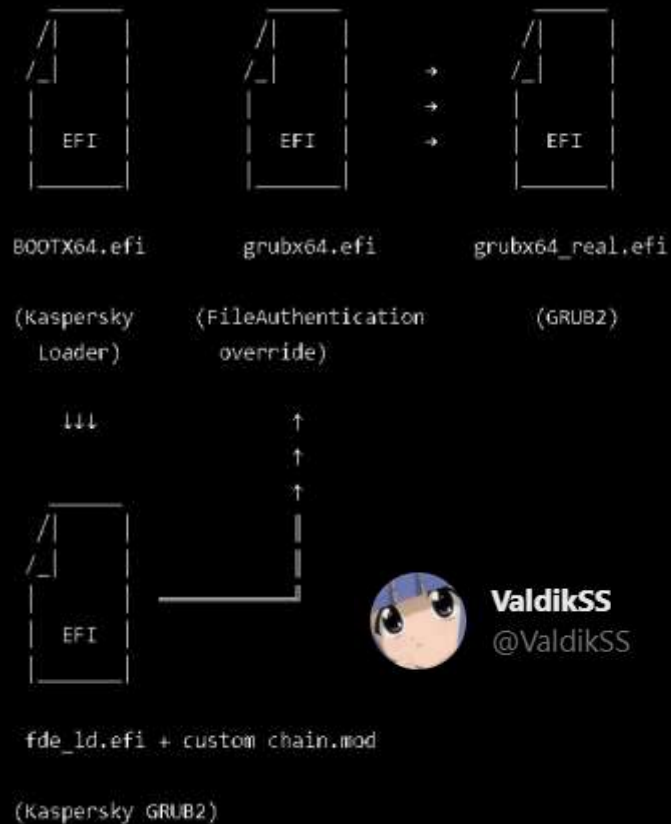 EFI
EFI
→
EFI
→
→
BOOTX64.efi grubx64.efi grubx64_real.efi
(Kaspersky (FileAuthentication (GRUB2)
Loader) override)
↓↓↓ ↑
↑
↑
EFI
ValdikSS
@ValdikSS
fde_ld.efi + custom chain.mod
(Kaspersky GRUB2)